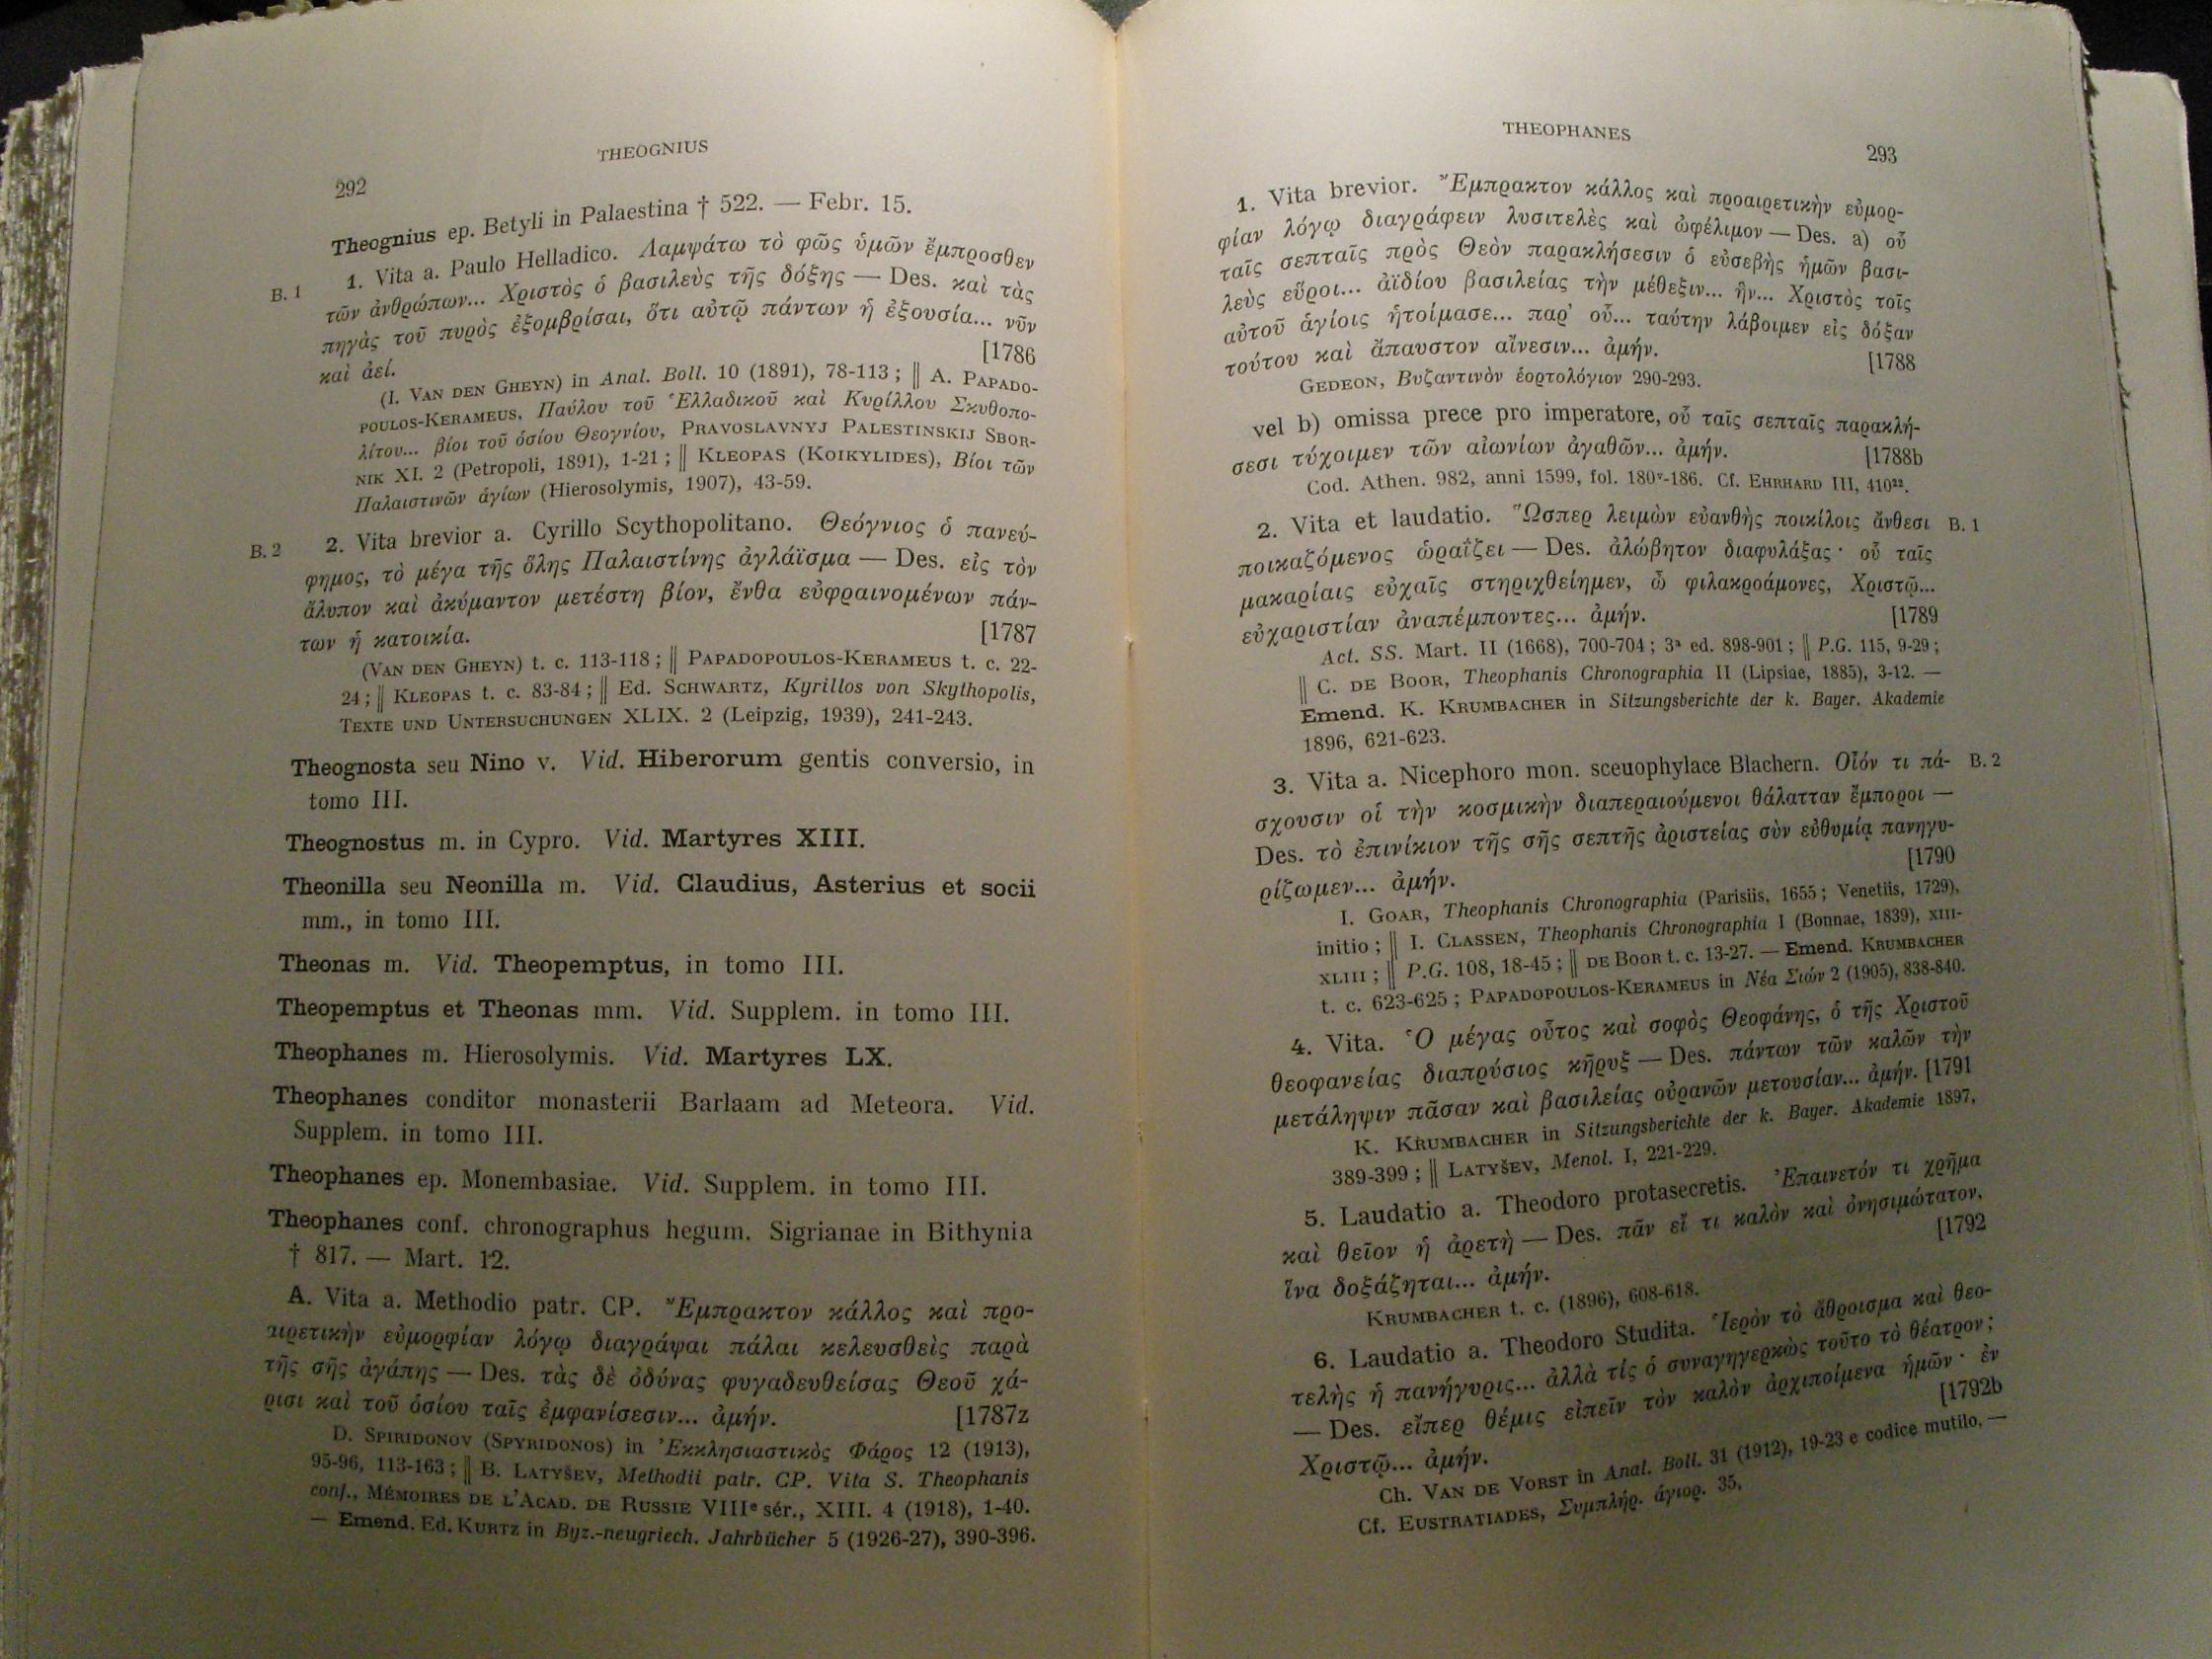 THEOGNIUS
292
Theognius ep. Betyli in Palaestina † 522. — Febr. 15.
B. 1 1. Vita a. Paulo Helladico. Λαμψάτω τὸ φῶς ὑμῶν ἔμπροσθεν
τῶν ἀνθρώπων... Χριστὸς ὁ βασιλεὺς τῆς δόξης — Des. καὶ τὰς
πηγὰς τοῦ πυρὸς ἐξομβρίσαι, ὅτι αὐτῷ πάντων ἡ ἐξουσία... νῦν
καὶ ἀεί. [1786
(I. Van den Gheyn) in Anal. Boll. 10 (1891), 78-113 ; ‖ A. Papado-
poulos-Kerameus, Παύλου τοῦ Ἑλλαδικοῦ καὶ Κυρίλλου Σκυθοπο-
λίτου... βίοι τοῦ ὁσίου Θεογνίου, Pravoslavnyj Palestinskij Sbor-
nik XI. 2 (Petropoli, 1891), 1-21 ; ‖ Kleopas (Koikylides), Βίοι τῶν
Παλαιστινῶν ἁγίων (Hierosolymis, 1907), 43-59.
B. 2 2. Vita brevior a. Cyrillo Scythopolitano. Θεόγνιος ὁ πανεύ-
φημος, τὸ μέγα τῆς ὅλης Παλαιστίνης ἀγλάϊσμα — Des. εἰς τὸν
ἄλυπον καὶ ἀκύμαντον μετέστη βίον, ἔνθα εὐφραινομένων πάν-
των ἡ κατοικία. [1787
(Van den Gheyn) t. c. 113-118 ; ‖ Papadopoulos-Kerameus t. c. 22-
24 ; ‖ Kleopas t. c. 83-84 ; ‖ Ed. Schwartz, Kyrillos von Skythopolis,
Texte und Untersuchungen XLIX. 2 (Leipzig, 1939), 241-243.
Theognosta seu Nino v. Vid. Hiberorum gentis conversio, in
tomo III.
Theognostus m. in Cypro. Vid. Martyres XIII.
Theonilla seu Neonilla m. Vid. Claudius, Asterius et socii
mm., in tomo III.
Theonas m. Vid. Theopemptus, in tomo III.
Theopemptus et Theonas mm. Vid. Supplem. in tomo III.
Theophanes m. Hierosolymis. Vid. Martyres LX.
Theophanes conditor monasterii Barlaam ad Meteora. Vid.
Supplem. in tomo III.
Theophanes ep. Monembasiae. Vid. Supplem. in tomo III.
Theophanes conf. chronographus hegum. Sigrianae in Bithynia
† 817. — Mart. 12.
A. Vita a. Methodio patr. CP. Ἔμπρακτον κάλλος καὶ προ-
αιρετικὴν εὐμορφίαν λόγῳ διαγράψαι πάλαι κελευσθεὶς παρὰ
τῆς σῆς ἀγάπης — Des. τὰς δὲ ὀδύνας φυγαδευθείσας Θεοῦ χά-
ρισι καὶ τοῦ ὁσίου ταῖς ἐμφανίσεσιν... ἀμήν. [1787z
D. Spiridonov (Spyridonos) in Ἐκκλησιαστικὸς Φάρος 12 (1913),
95-96, 113-163 ; ‖ B. Latyšev, Methodii patr. CP. Vita S. Theophanis
conf., Mémoires de l'Acad. de Russie VIIIe sér., XIII. 4 (1918), 1-40.
— Emend. Ed. Kurtz in Byz.-neugriech. Jahrbücher 5 (1926-27), 390-396.
THEOPHANES
293
1. Vita brevior. Ἔμπρακτον κάλλος καὶ προαιρετικὴν εὐμορ-
φίαν λόγῳ διαγράφειν λυσιτελὲς καὶ ὠφέλιμον — Des. a) οὗ
ταῖς σεπταῖς πρὸς Θεὸν παρακλήσεσιν ὁ εὐσεβὴς ἡμῶν βασι-
λεὺς εὕροι... ἀϊδίου βασιλείας τὴν μέθεξιν... ἣν... Χριστὸς τοῖς
αὐτοῦ ἁγίοις ἡτοίμασε... παρ' οὗ... ταύτην λάβοιμεν εἰς δόξαν
τούτου καὶ ἄπαυστον αἴνεσιν... ἀμήν. [1788
Gedeon, Βυζαντινὸν ἑορτολόγιον 290-293.
vel b) omissa prece pro imperatore, οὗ ταῖς σεπταῖς παρακλή-
σεσι τύχοιμεν τῶν αἰωνίων ἀγαθῶν... ἀμήν. [1788b
Cod. Athen. 982, anni 1599, fol. 180v-186. Cf. Ehrhard III, 410²².
2. Vita et laudatio. Ὥσπερ λειμὼν εὐανθὴς ποικίλοις ἄνθεσι B. 1
ποικαζόμενος ὡραΐζει — Des. ἀλώβητον διαφυλάξας· οὗ ταῖς
μακαρίαις εὐχαῖς στηριχθείημεν, ὦ φιλακροάμονες, Χριστῷ...
εὐχαριστίαν ἀναπέμποντες... ἀμήν. [1789
Act. SS. Mart. II (1668), 700-704 ; 3a ed. 898-901 ; ‖ P.G. 115, 9-29 ;
‖ C. de Boor, Theophanis Chronographia II (Lipsiae, 1885), 3-12. —
Emend. K. Krumbacher in Sitzungsberichte der k. Bayer. Akademie
1896, 621-623.
3. Vita a. Nicephoro mon. sceuophylace Blachern. Οἷόν τι πά- B. 2
σχουσιν οἱ τὴν κοσμικὴν διαπεραιούμενοι θάλατταν ἔμποροι —
Des. τὸ ἐπινίκιον τῆς σῆς σεπτῆς ἀριστείας σὺν εὐθυμίᾳ πανηγυ-
ρίζωμεν... ἀμήν. [1790
I. Goar, Theophanis Chronographia (Parisiis, 1655 ; Venetiis, 1729),
initio ; ‖ I. Classen, Theophanis Chronographia I (Bonnae, 1839), xiii-
xliii ; ‖ P.G. 108, 18-45 ; ‖ de Boor t. c. 13-27. — Emend. Krumbacher
t. c. 623-625 ; Papadopoulos-Kerameus in Νέα Σιών 2 (1905), 838-840.
4. Vita. Ὁ μέγας οὗτος καὶ σοφὸς Θεοφάνης, ὁ τῆς Χριστοῦ
θεοφανείας διαπρύσιος κῆρυξ — Des. πάντων τῶν καλῶν τὴν
μετάληψιν πᾶσαν καὶ βασιλείας οὐρανῶν μετουσίαν... ἀμήν. [1791
K. Krumbacher in Sitzungsberichte der k. Bayer. Akademie 1897,
389-399 ; ‖ Latyšev, Menol. I, 221-229.
5. Laudatio a. Theodoro protasecretis. Ἐπαινετόν τι χρῆμα
καὶ θεῖον ἡ ἀρετὴ — Des. πᾶν εἴ τι καλὸν καὶ ὀνησιμώτατον,
ἵνα δοξάζηται... ἀμήν. [1792
Krumbacher t. c. (1896), 608-618.
6. Laudatio a. Theodoro Studita. Ἱερὸν τὸ ἄθροισμα καὶ θεο-
τελὴς ἡ πανήγυρις... ἀλλὰ τίς ὁ συναγηγερκὼς τοῦτο τὸ θέατρον ;
— Des. εἴπερ θέμις εἰπεῖν τὸν καλὸν ἀρχιποίμενα ἡμῶν· ἐν
Χριστῷ... ἀμήν. [1792b
Ch. Van de Vorst in Anal. Boll. 31 (1912), 19-23 e codice mutilo. —
Cf. Eustratiades, Συμπλήρ. ἁγιορ. 35.